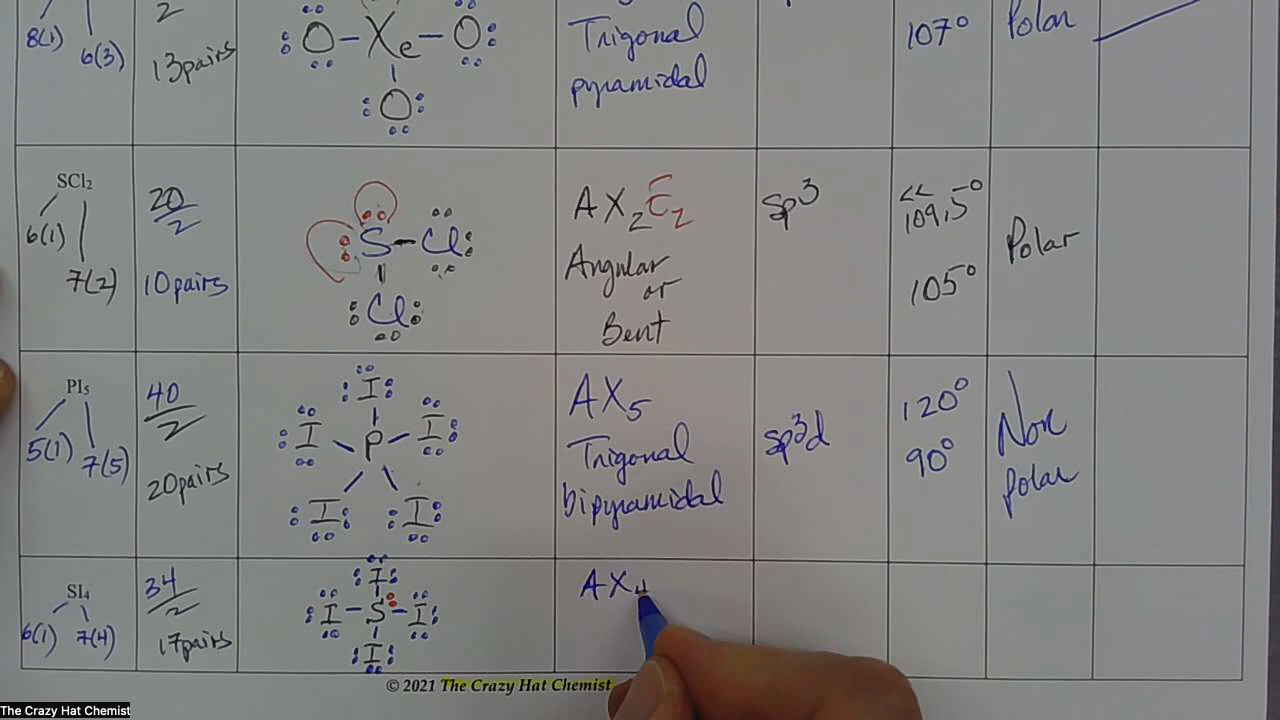 2
8(1) 6(3)
13pairs
O–Xe–O
O
Trigonal
pyramidal
107°
Polar
SCl₂
6(1)
7(2)
20
2
10pairs
S–Cl
Cl
AX₂E₂
Angular
or
Bent
sp³
<<
109.5°
105°
Polar
PI₅
5(1) 7(5)
40
2
20pairs
I
I P I
I I
AX₅
Trigonal
bipyramidal
sp³d
120°
90°
Non
polar
SI₄
6(1) 7(4)
34
2
17pairs
I
I–S–I
I
AX₄
© 2021 The Crazy Hat Chemist
The Crazy Hat Chemist